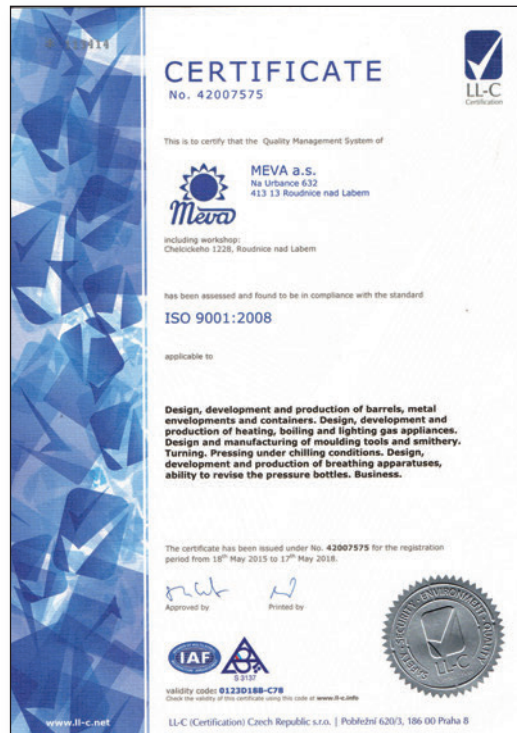 CERTIFICATE
No. 42007575
LL-C
Certification
This is to certify that the Quality Management System of
Meva
MEVA a.s.
Na Urbance 632
413 13 Roudnice nad Labem
including workshop:
Chelcickeho 1228, Roudnice nad Labem
has been assessed and found to be in compliance with the standard
ISO 9001:2008
applicable to
Design, development and production of barrels, metal
envelopments and containers. Design, development and
production of heating, boiling and lighting gas appliances.
Design and manufacturing of moulding tools and smithery.
Turning. Pressing under chilling conditions. Design,
development and production of breathing apparatuses,
ability to revise the pressure bottles. Business.
The certificate has been issued under No. 42007575 for the registration
period from 18th May 2015 to 17th May 2018.
Approved by
Printed by
IAF
S 3137
LL-C
validity code: 0123D1BB-C78
Check the validity of this certificate using this code at www.ll-c.info
www.ll-c.net
LL-C (Certification) Czech Republic s.r.o. | Pobřežní 620/3, 186 00 Praha 8